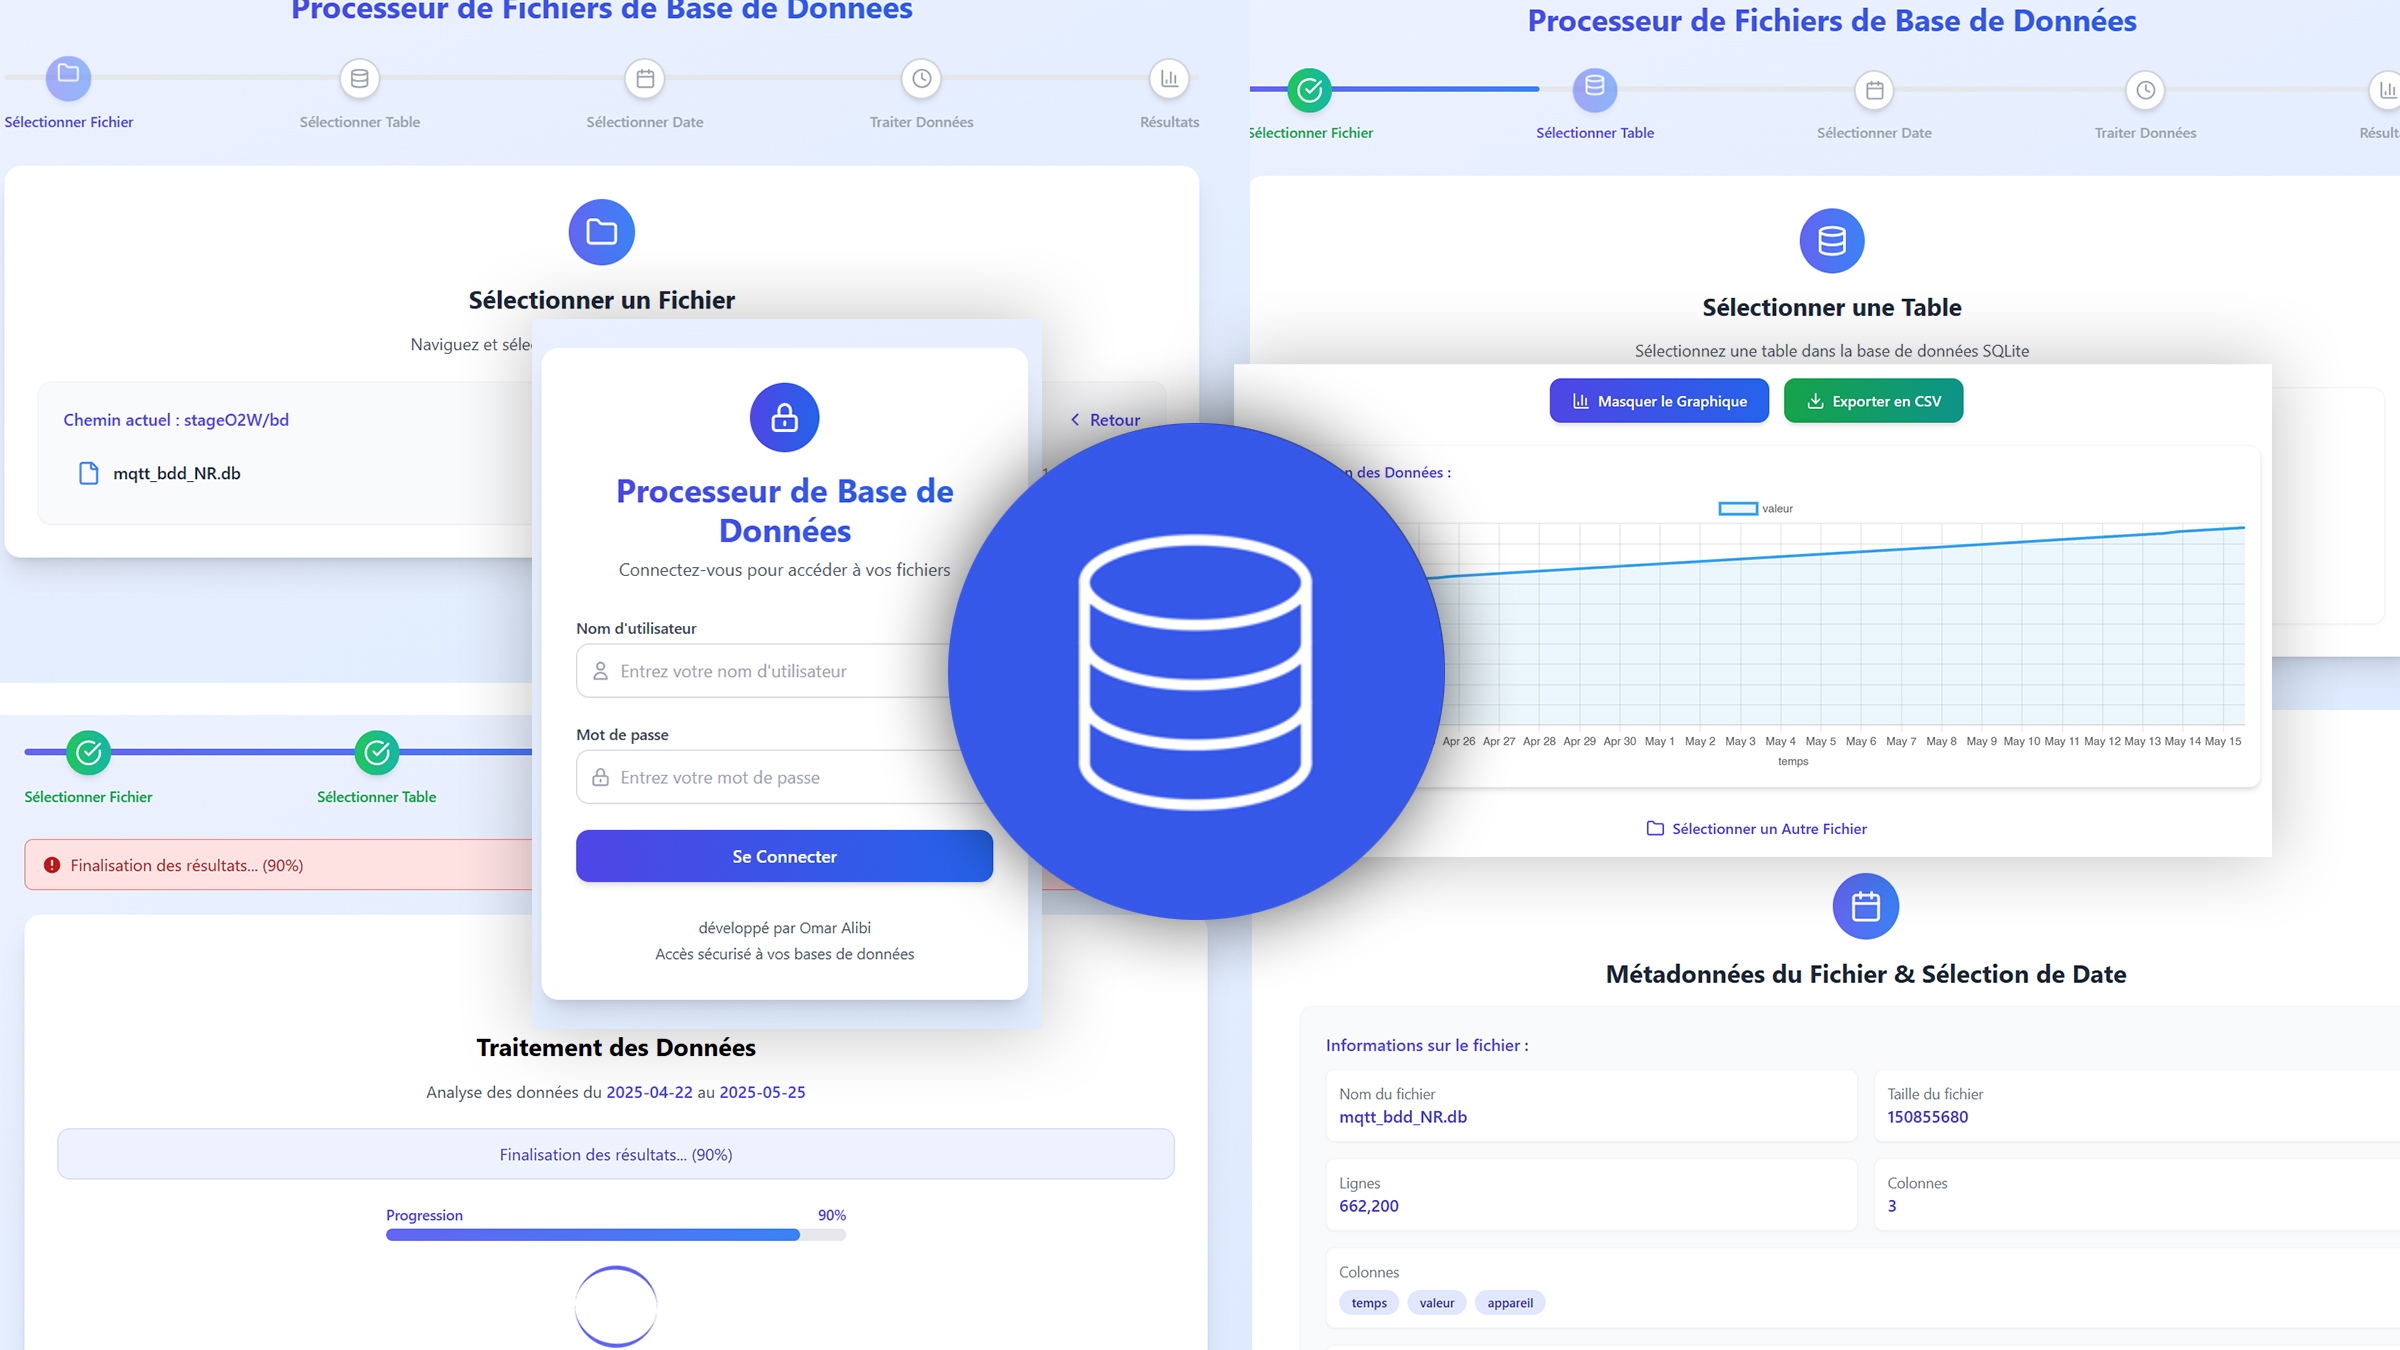 Processeur de Fichiers de Base de Données
Sélectionner Fichier
Sélectionner Table
Sélectionner Date
Traiter Données
Résultats
Sélectionner un Fichier
Naviguez et
Chemin actuel : stageO2W/bd
Retour
mqtt_bdd_NR.db
Processeur de Fichiers de Base de Données
Sélectionner Fichier
Sélectionner Table
Sélectionner Date
Traiter Données
Sélectionner une Table
Sélectionnez une table dans la base de données SQLite
Processeur de Base de
Données
Connectez-vous pour accéder à vos fichiers
Nom d'utilisateur
Entrez votre nom d'utilisateur
Mot de passe
Entrez votre mot de passe
Se Connecter
développé par Omar Alibi
Accès sécurisé à vos bases de données
Masquer le Graphique
Exporter en CSV
des Données :
valeur
Apr 26 Apr 27 Apr 28 Apr 29 Apr 30 May 1 May 2 May 3 May 4 May 5 May 6 May 7 May 8 May 9 May 10 May 11 May 12 May 13 May 14 May 15
temps
Sélectionner un Autre Fichier
Sélectionner Fichier
Sélectionner Table
Finalisation des résultats... (90%)
Traitement des Données
Analyse des données du 2025-04-22 au 2025-05-25
Finalisation des résultats... (90%)
Progression
90%
Métadonnées du Fichier & Sélection de Date
Informations sur le fichier :
Nom du fichier
mqtt_bdd_NR.db
Taille du fichier
150855680
Lignes
662,200
Colonnes
3
Colonnes
temps
valeur
appareil